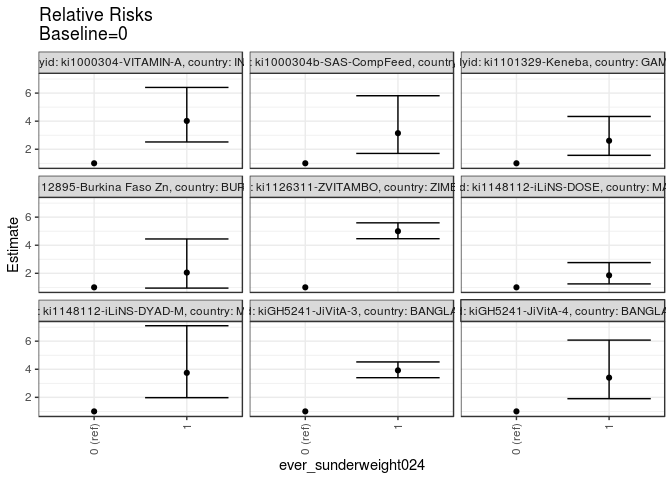 Relative Risks
Baseline=0
yid: ki1000304-VITAMIN-A, country: IN
: ki1000304b-SAS-CompFeed, country
yid: ki1101329-Keneba, country: GAM
6
4
2
12895-Burkina Faso Zn, country: BUR
: ki1126311-ZVITAMBO, country: ZIMB
d: ki1148112-iLiNS-DOSE, country: MA
6
4
2
: ki1148112-iLiNS-DYAD-M, country: M
d: kiGH5241-JiVitA-3, country: BANGLA
d: kiGH5241-JiVitA-4, country: BANGLA
6
4
2
Estimate
0 (ref)
1
0 (ref)
1
0 (ref)
1
ever_sunderweight024